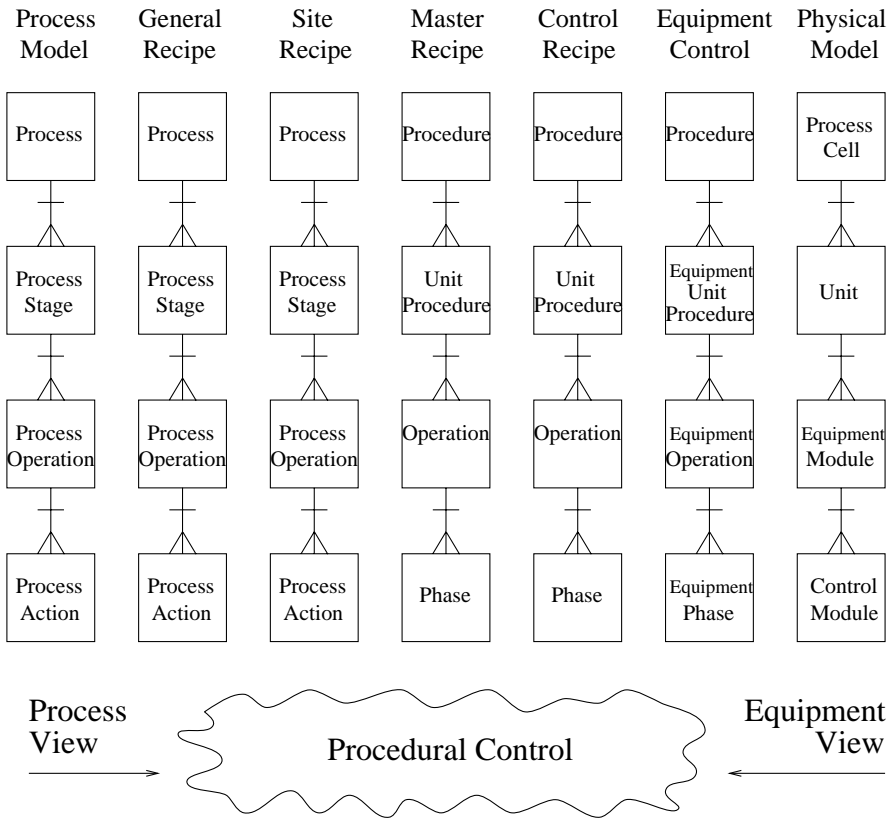 Process
Model
General
Recipe
Site
Recipe
Master
Recipe
Control
Recipe
Equipment
Control
Physical
Model
Process
Process
Process
Procedure
Procedure
Procedure
Process
Cell
Process
Stage
Process
Stage
Process
Stage
Unit
Procedure
Unit
Procedure
Equipment
Unit
Procedure
Unit
Process
Operation
Process
Operation
Process
Operation
Operation
Operation
Equipment
Operation
Equipment
Module
Process
Action
Process
Action
Process
Action
Phase
Phase
Equipment
Phase
Control
Module
Process
View
Procedural Control
Equipment
View